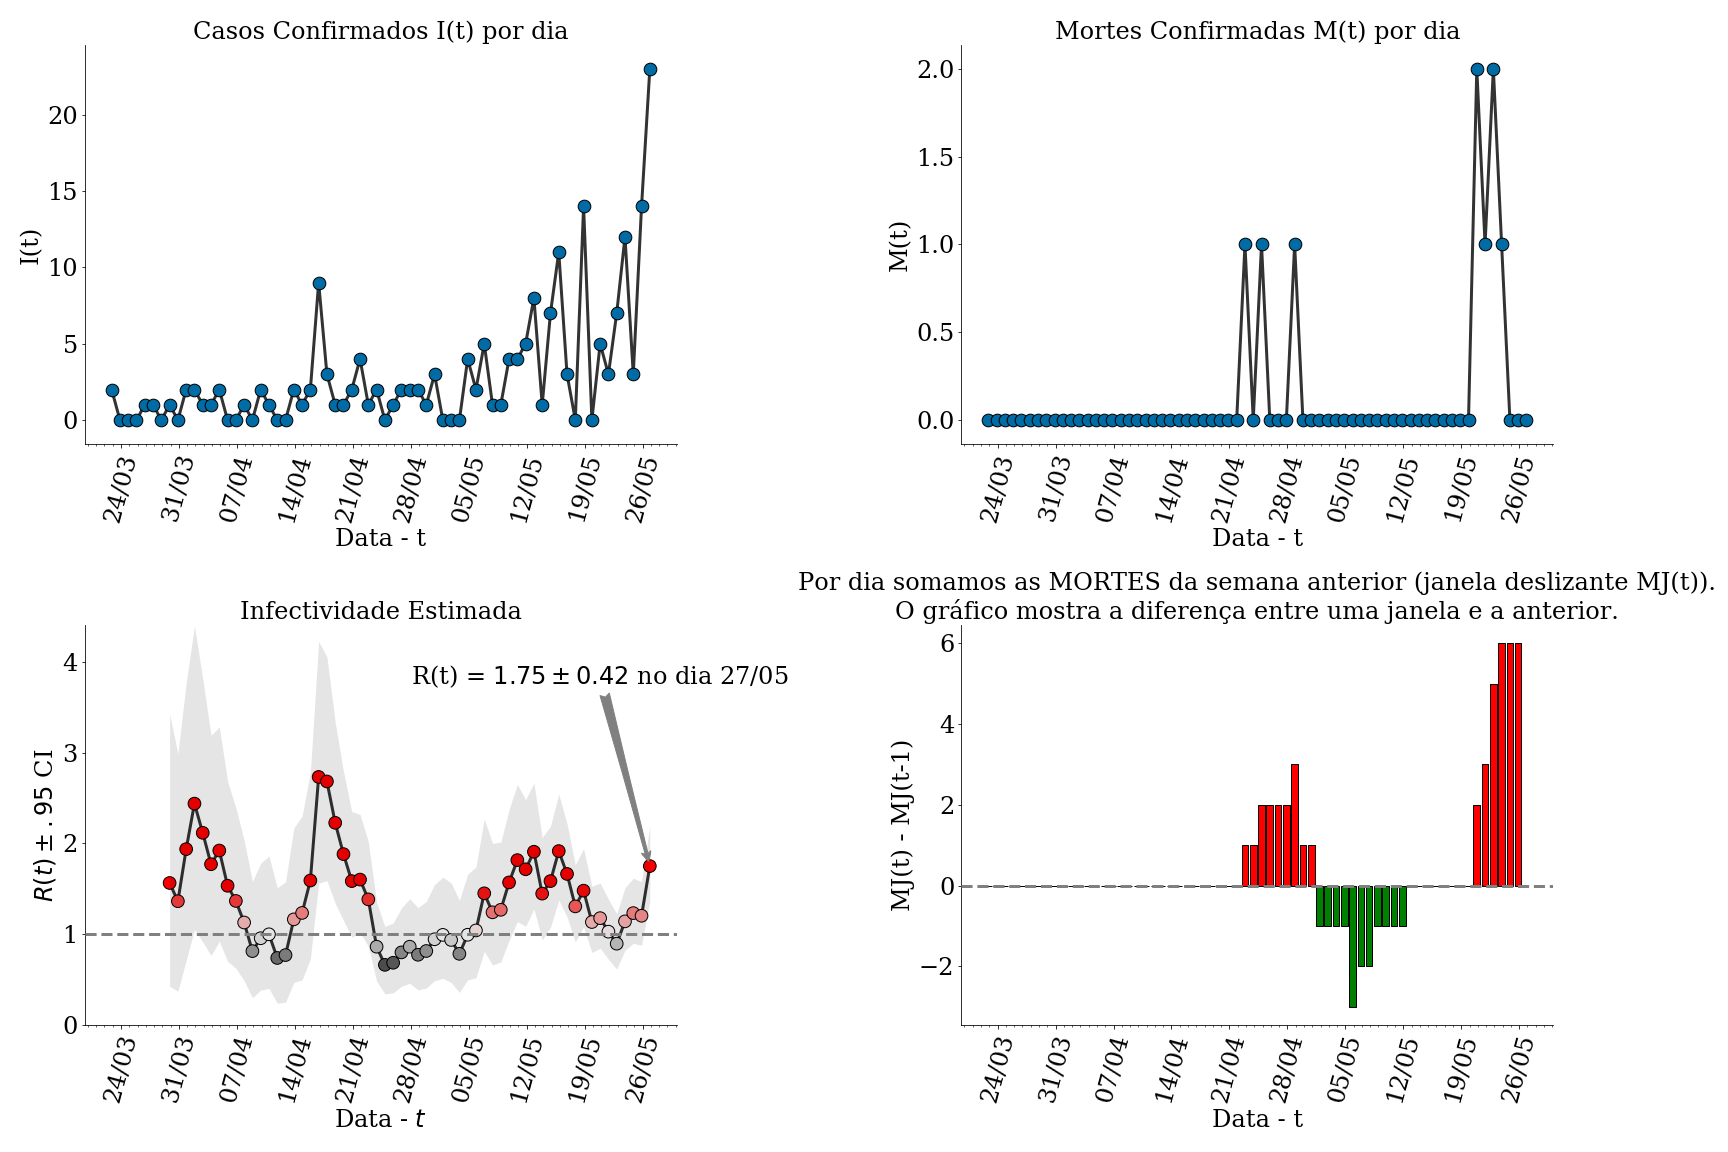 Casos Confirmados I(t) por dia
I(t)
20
15
10
5
0
24/03 31/03 07/04 14/04 21/04 28/04 05/05 12/05 19/05 26/05
Data - t
Mortes Confirmadas M(t) por dia
M(t)
2.0
1.5
1.0
0.5
0.0
24/03 31/03 07/04 14/04 21/04 28/04 05/05 12/05 19/05 26/05
Data - t
Infectividade Estimada
R(t) ± .95 CI
4
3
2
1
0
R(t) = 1.75 ± 0.42 no dia 27/05
24/03 31/03 07/04 14/04 21/04 28/04 05/05 12/05 19/05 26/05
Data - t
Por dia somamos as MORTES da semana anterior (janela deslizante MJ(t)).
O gráfico mostra a diferença entre uma janela e a anterior.
MJ(t) - MJ(t-1)
6
4
2
0
−2
24/03 31/03 07/04 14/04 21/04 28/04 05/05 12/05 19/05 26/05
Data - t